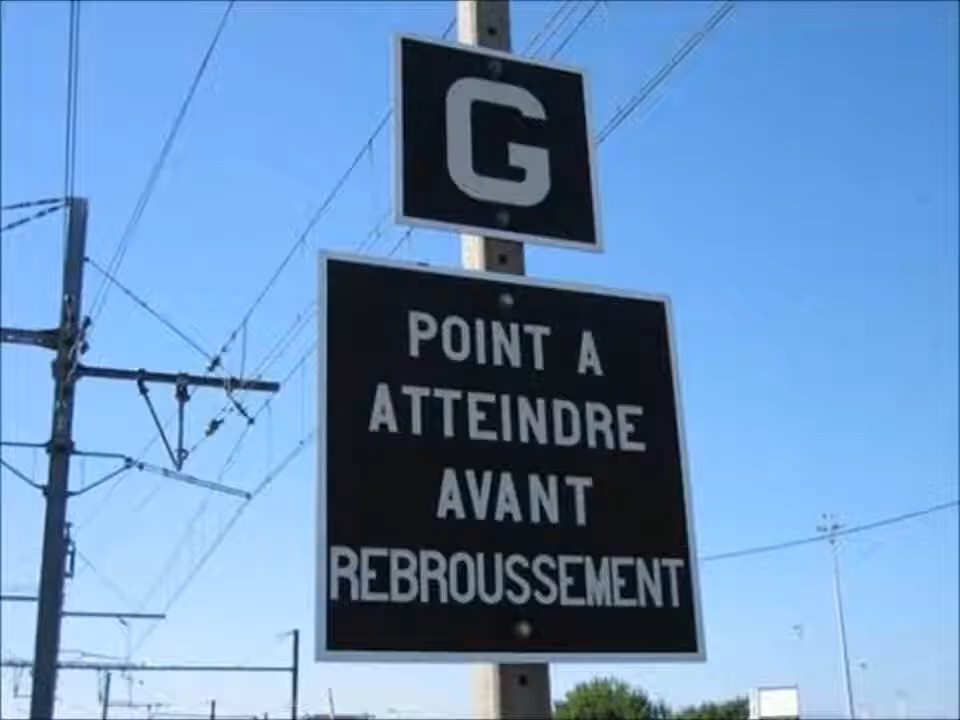 G
POINT A
ATTEINDRE
AVANT
REBROUSSEMENT